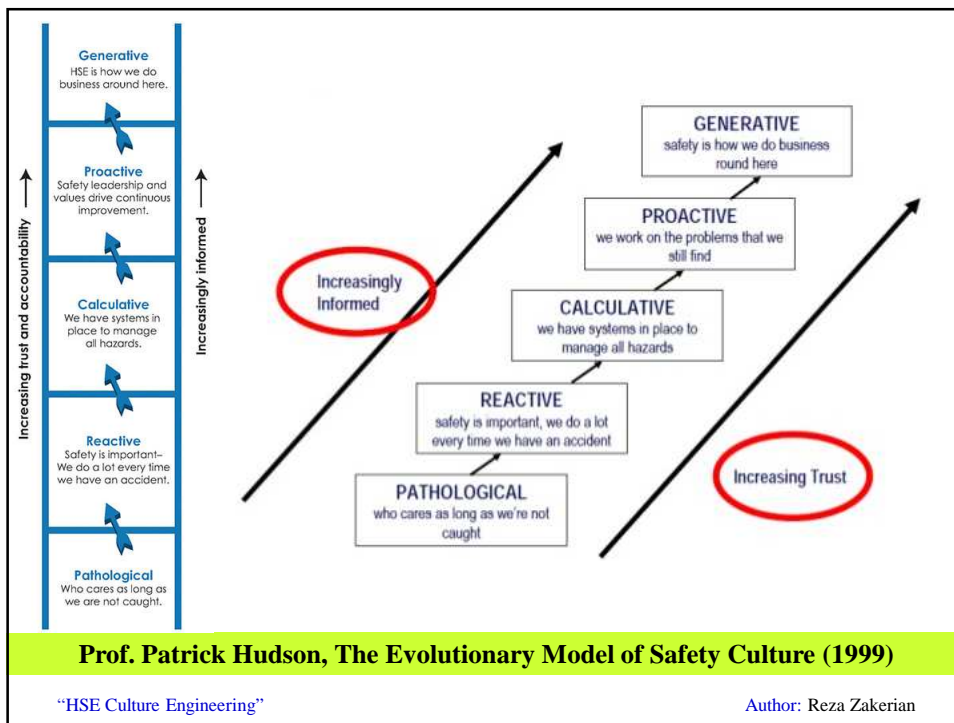 Generative
HSE is how we do
business around here.
Proactive
Safety leadership and
values drive continuous
improvement.
Calculative
We have systems in
place to manage
all hazards.
Reactive
Safety is important–
We do a lot every time
we have an accident.
Pathological
Who cares as long as
we are not caught.
Increasing trust and accountability
Increasingly informed
Increasingly
Informed
GENERATIVE
safety is how we do business
round here
PROACTIVE
we work on the problems that we
still find
CALCULATIVE
we have systems in place to
manage all hazards
REACTIVE
safety is important, we do a lot
every time we have an accident
PATHOLOGICAL
who cares as long as we're not
caught
Increasing Trust
Prof. Patrick Hudson, The Evolutionary Model of Safety Culture (1999)
“HSE Culture Engineering”
Author: Reza Zakerian